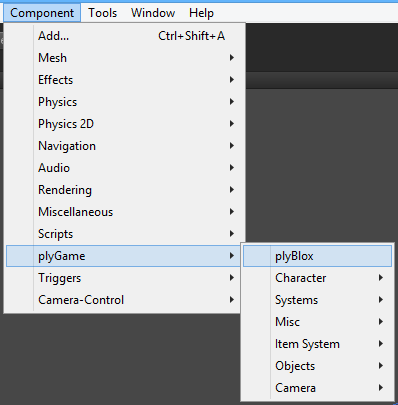 Component Tools Window Help
Add... Ctrl+Shift+A
Mesh
Effects
Physics
Physics 2D
Navigation
Audio
Rendering
Miscellaneous
Scripts
plyGame
Triggers
Camera-Control
plyBlox
Character
Systems
Misc
Item System
Objects
Camera